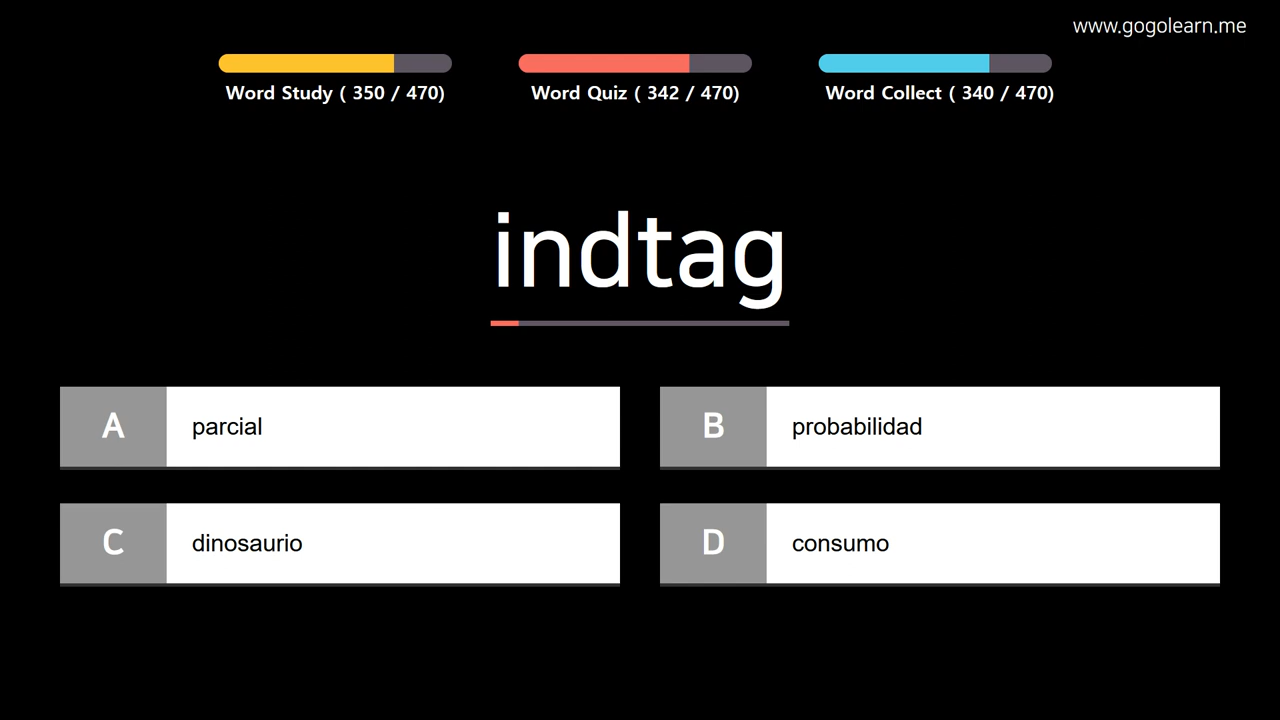 www.gogolearn.me
Word Study ( 350 / 470)
Word Quiz ( 342 / 470)
Word Collect ( 340 / 470)
indtag
A parcial
B probabilidad
C dinosaurio
D consumo